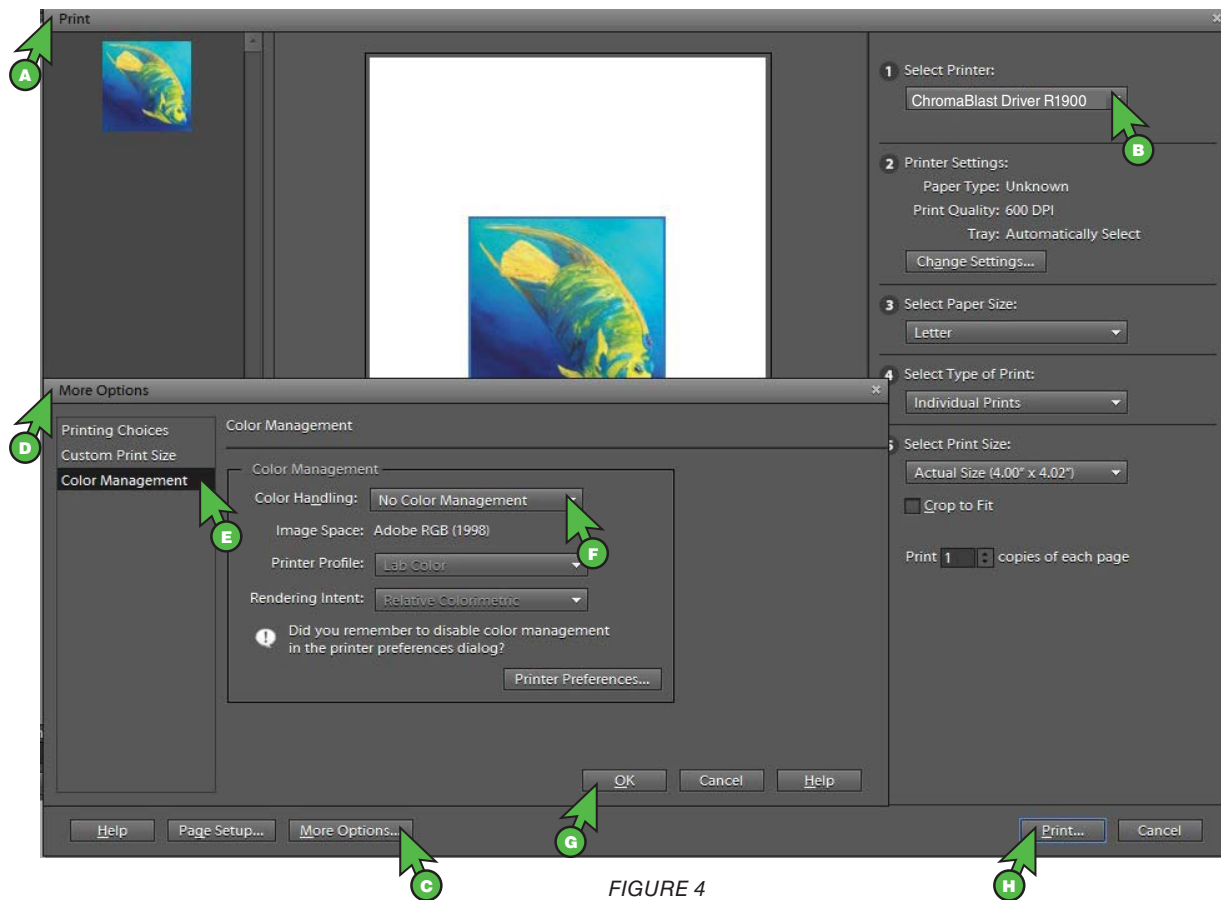 Print
A
1 Select Printer:
ChromaBlast Driver R1900
B
2 Printer Settings:
Paper Type: Unknown
Print Quality: 600 DPI
Tray: Automatically Select
Change Settings...
3 Select Paper Size:
Letter
4 Select Type of Print:
Individual Prints
5 Select Print Size:
Actual Size (4.00" x 4.02")
Crop to Fit
Print 1 copies of each page
More Options
D
Printing Choices
Custom Print Size
Color Management
E
Color Management
Color Management
Color Handling: No Color Management
F
Image Space: Adobe RGB (1998)
Printer Profile: Lab Color
Rendering Intent: Relative Colorimetric
! Did you remember to disable color management
in the printer preferences dialog?
Printer Preferences...
OK Cancel Help
G
Help Page Setup... More Options...
C
Print... Cancel
H
FIGURE 4